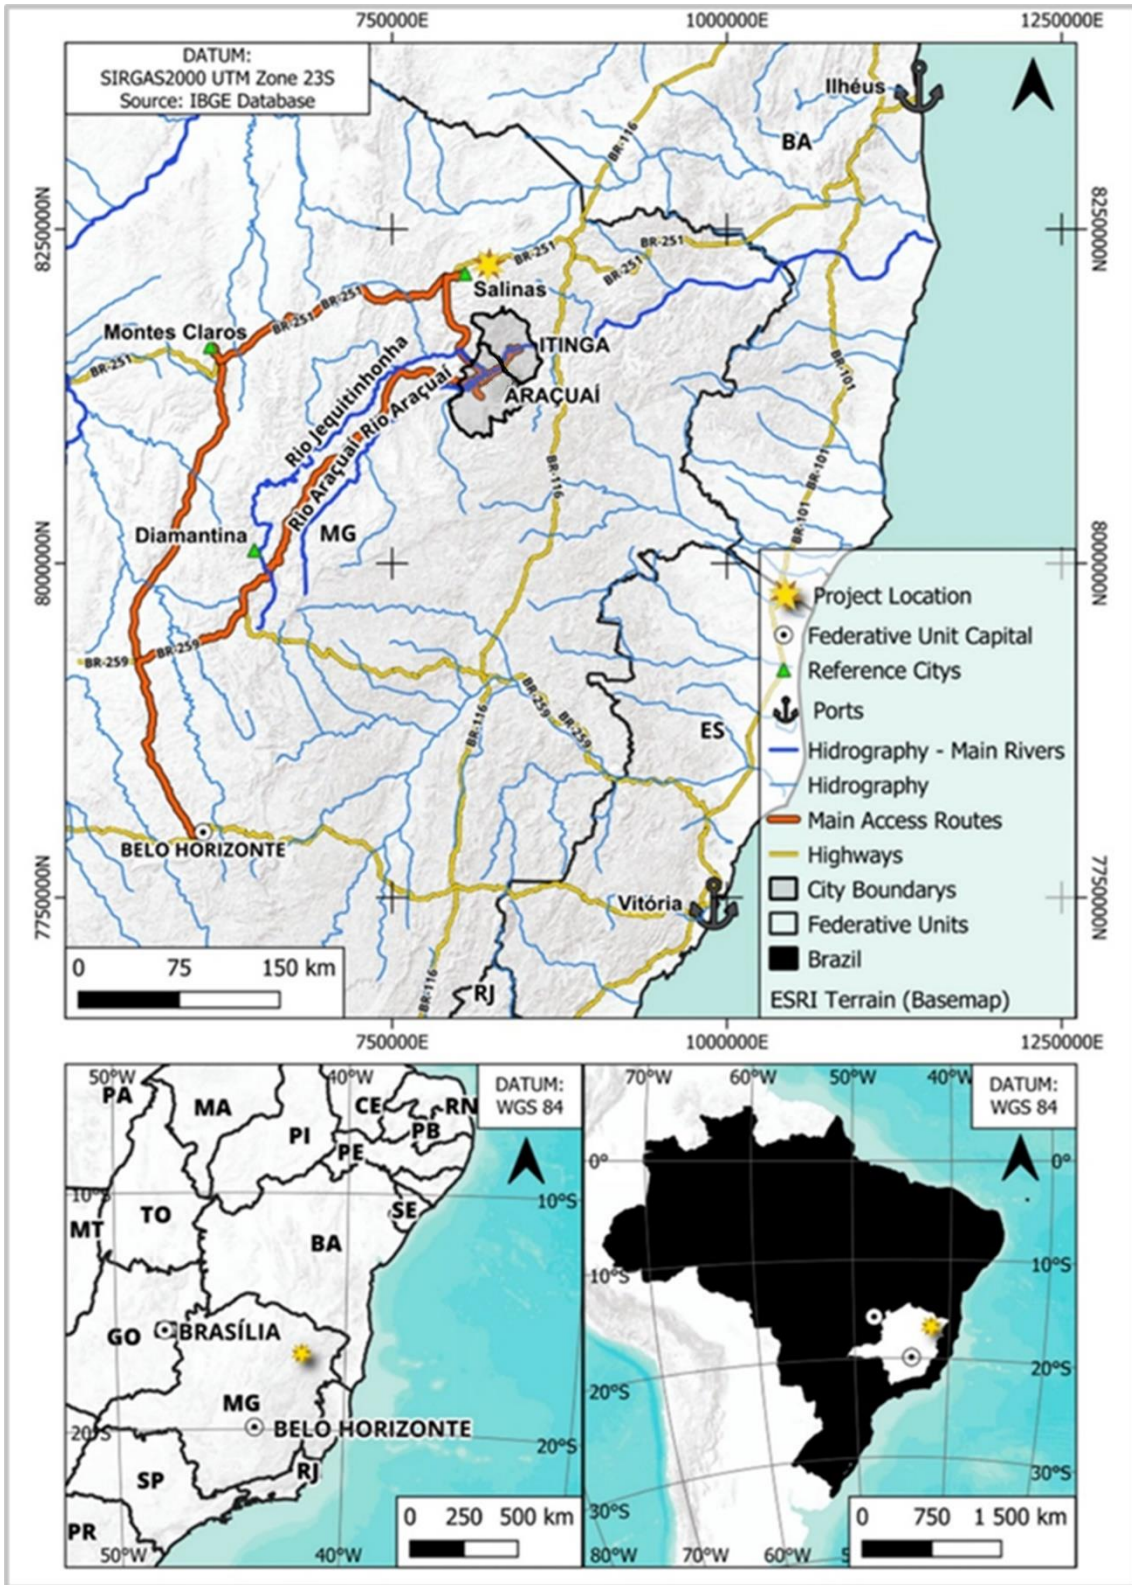 750000E
1000000E
1250000E
DATUM:
SIRGAS2000 UTM Zone 23S
Source: IBGE Database
Ilhéus
BA
BR-116
8250000N
8250000N
BR-251
BR-251
BR-251
Salinas
BR-251
BR-251
Montes Claros
BR-251
ITINGA
ARAÇUAÍ
Rio Jequitinhonha
Rio Araçuaí
Rio Araçuaí
BR-101
BR-101
BR-101
BR-116
Diamantina
MG
8000000N
8000000N
BR-259
BR-259
BR-259
BR-259
BR-116
ES
BELO HORIZONTE
Vitória
7750000N
7750000N
BR-116
RJ
0 75 150 km
Project Location
Federative Unit Capital
Reference Citys
Ports
Hidrography - Main Rivers
Hidrography
Main Access Routes
Highways
City Boundarys
Federative Units
Brazil
ESRI Terrain (Basemap)
750000E
1000000E
1250000E
50°W
40°W
DATUM:
WGS 84
PA
MA
CE
RN
PB
PI
PE
10°S
10°S
SE
MT
TO
BA
GO
BRASÍLIA
MG
BELO HORIZONTE
20°S
20°S
SP
RJ
PR
0 250 500 km
50°W
40°W
70°W
60°W
50°W
40°W
DATUM:
WGS 84
0°
0°
10°S
10°S
20°S
20°S
30°S
30°S
0 750 1 500 km
80°W
70°W
60°W
5